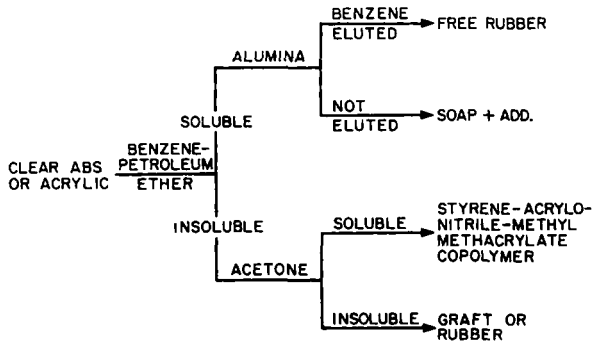 BENZENE
ELUTED
FREE RUBBER
ALUMINA
NOT
ELUTED
SOAP + ADD.
SOLUBLE
CLEAR ABS
OR ACRYLIC
BENZENE-
PETROLEUM
ETHER
INSOLUBLE
ACETONE
SOLUBLE
STYRENE-ACRYLO-
NITRILE-METHYL
METHACRYLATE
COPOLYMER
INSOLUBLE
GRAFT OR
RUBBER